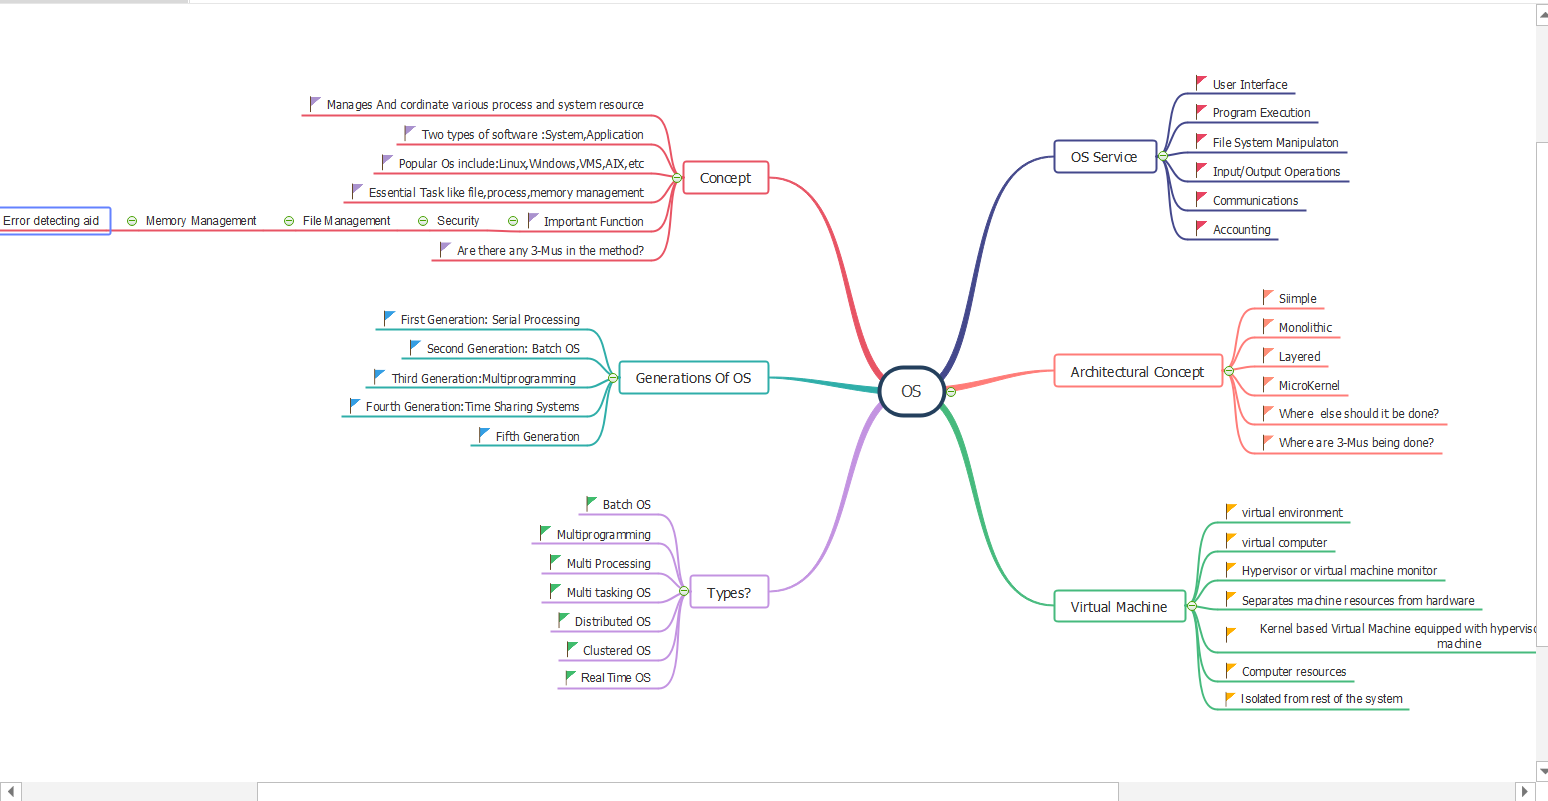 Manages And cordinate various process and system resource
Two types of software :System,Application
Popular Os include:Linux,Windows,VMS,AIX,etc
Essential Task like file,process,memory management
Error detecting aid
Memory Management
File Management
Security
Important Function
Are there any 3-Mus in the method?
Concept
First Generation: Serial Processing
Second Generation: Batch OS
Third Generation:Multiprogramming
Fourth Generation:Time Sharing Systems
Fifth Generation
Generations Of OS
Batch OS
Multiprogramming
Multi Processing
Multi tasking OS
Distributed OS
Clustered OS
Real Time OS
Types?
OS
OS Service
User Interface
Program Execution
File System Manipulaton
Input/Output Operations
Communications
Accounting
Architectural Concept
Siimple
Monolithic
Layered
MicroKernel
Where else should it be done?
Where are 3-Mus being done?
Virtual Machine
virtual environment
virtual computer
Hypervisor or virtual machine monitor
Separates machine resources from hardware
Kernel based Virtual Machine equipped with
machine
Computer resources
Isolated from rest of the system